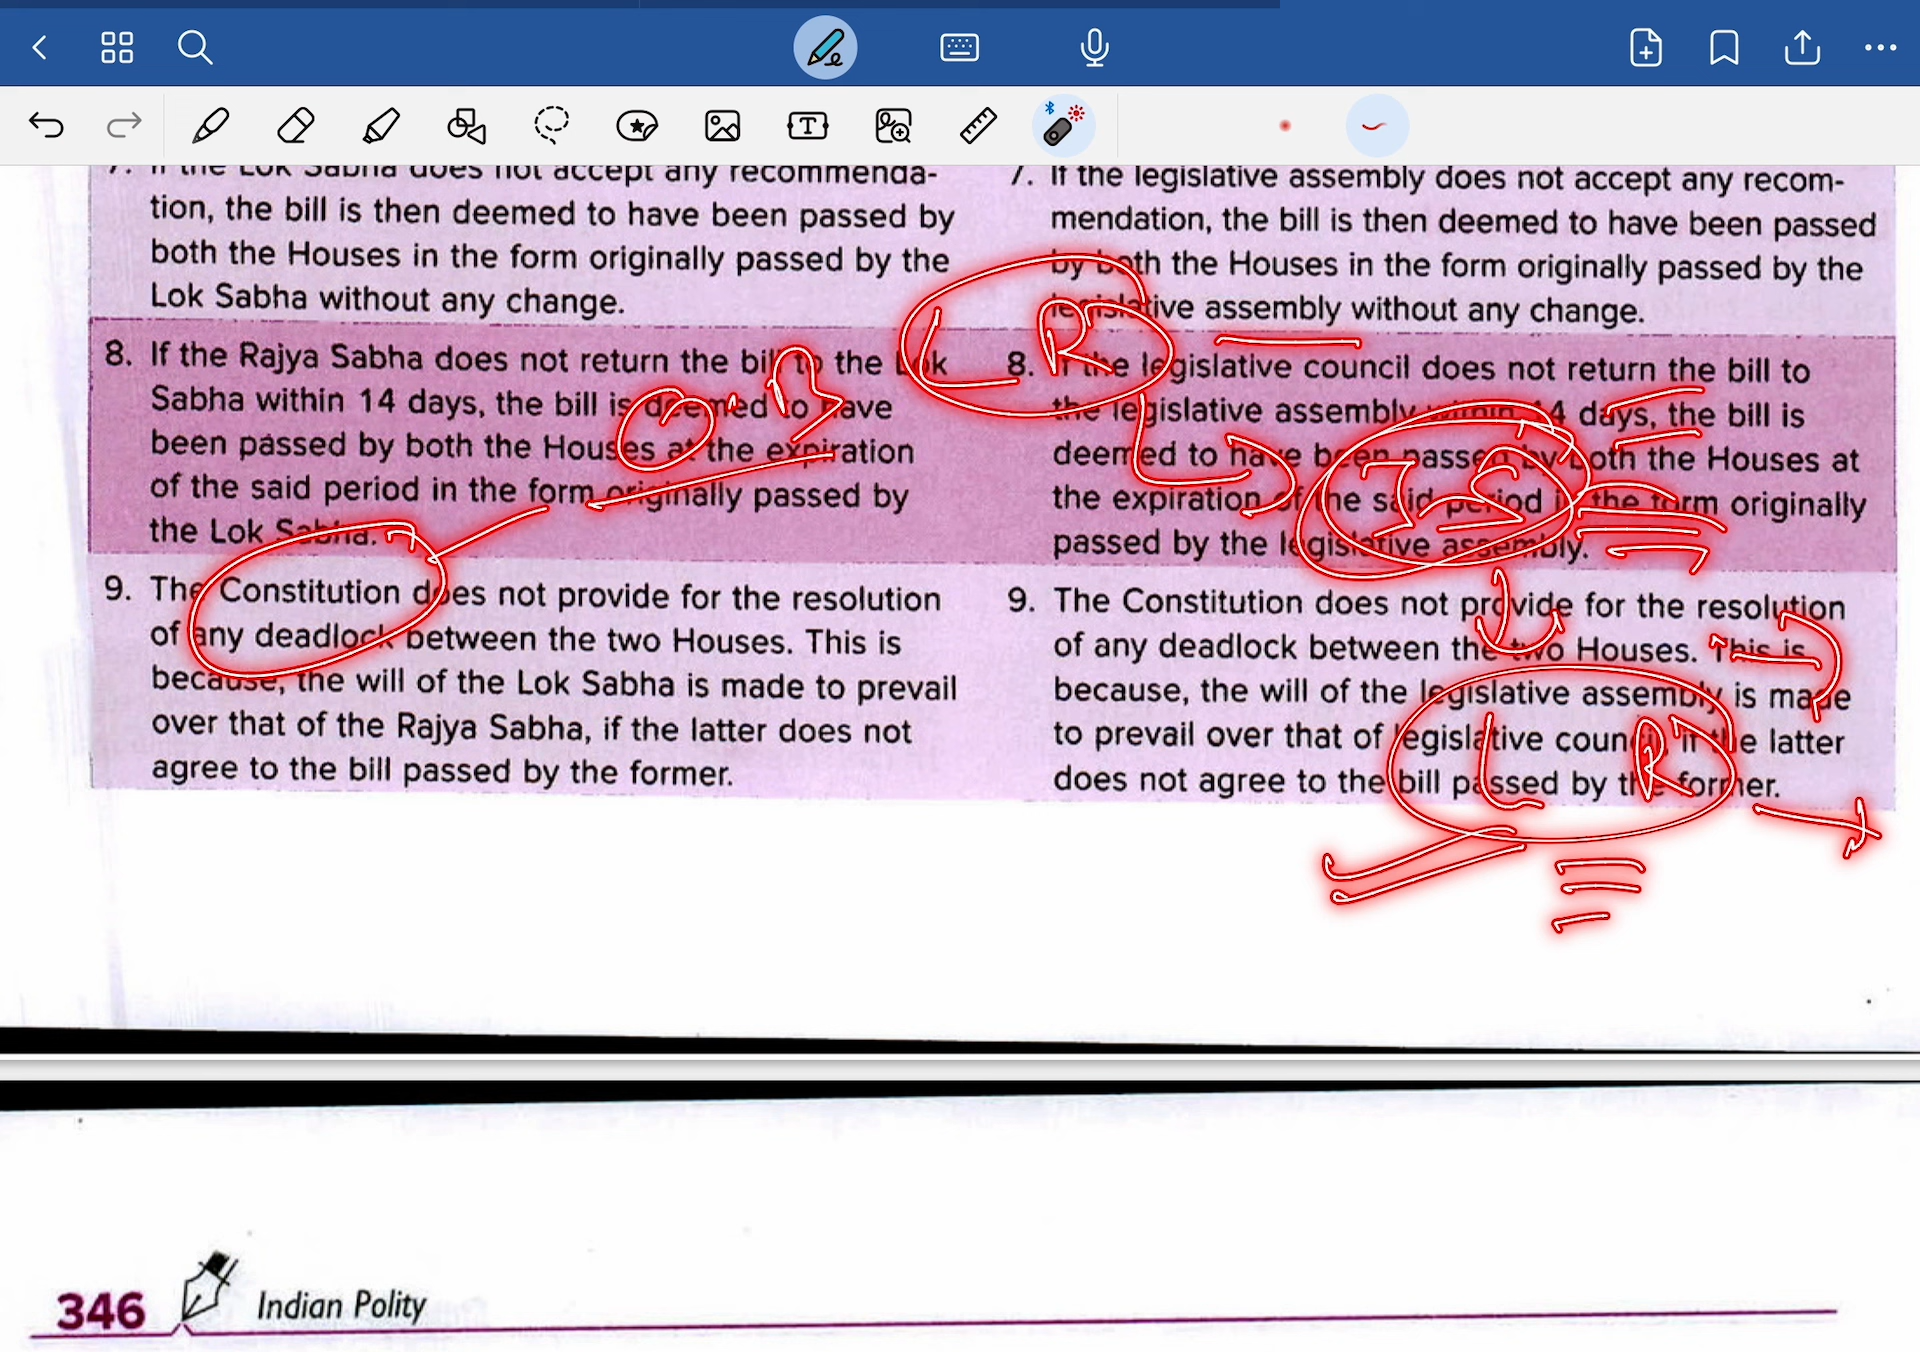 7. If the Lok Sabha does not accept any recommenda-
tion, the bill is then deemed to have been passed by
both the Houses in the form originally passed by the
Lok Sabha without any change.
7. If the legislative assembly does not accept any recom-
mendation, the bill is then deemed to have been passed
by both the Houses in the form originally passed by the
legislative assembly without any change.
8. If the Rajya Sabha does not return the bill to the Lok
Sabha within 14 days, the bill is deemed to have
been passed by both the Houses at the expiration
of the said period in the form originally passed by
the Lok Sabha.
8. If the legislative council does not return the bill to
the legislative assembly within 14 days, the bill is
deemed to have been passed by both the Houses at
the expiration of the said period in the form originally
passed by the legislative assembly.
9. The Constitution does not provide for the resolution
of any deadlock between the two Houses. This is
because, the will of the Lok Sabha is made to prevail
over that of the Rajya Sabha, if the latter does not
agree to the bill passed by the former.
9. The Constitution does not provide for the resolution
of any deadlock between the two Houses. This is
because, the will of the legislative assembly is made
to prevail over that of legislative council, if the latter
does not agree to the bill passed by the former.
L R
L R
346 Indian Polity